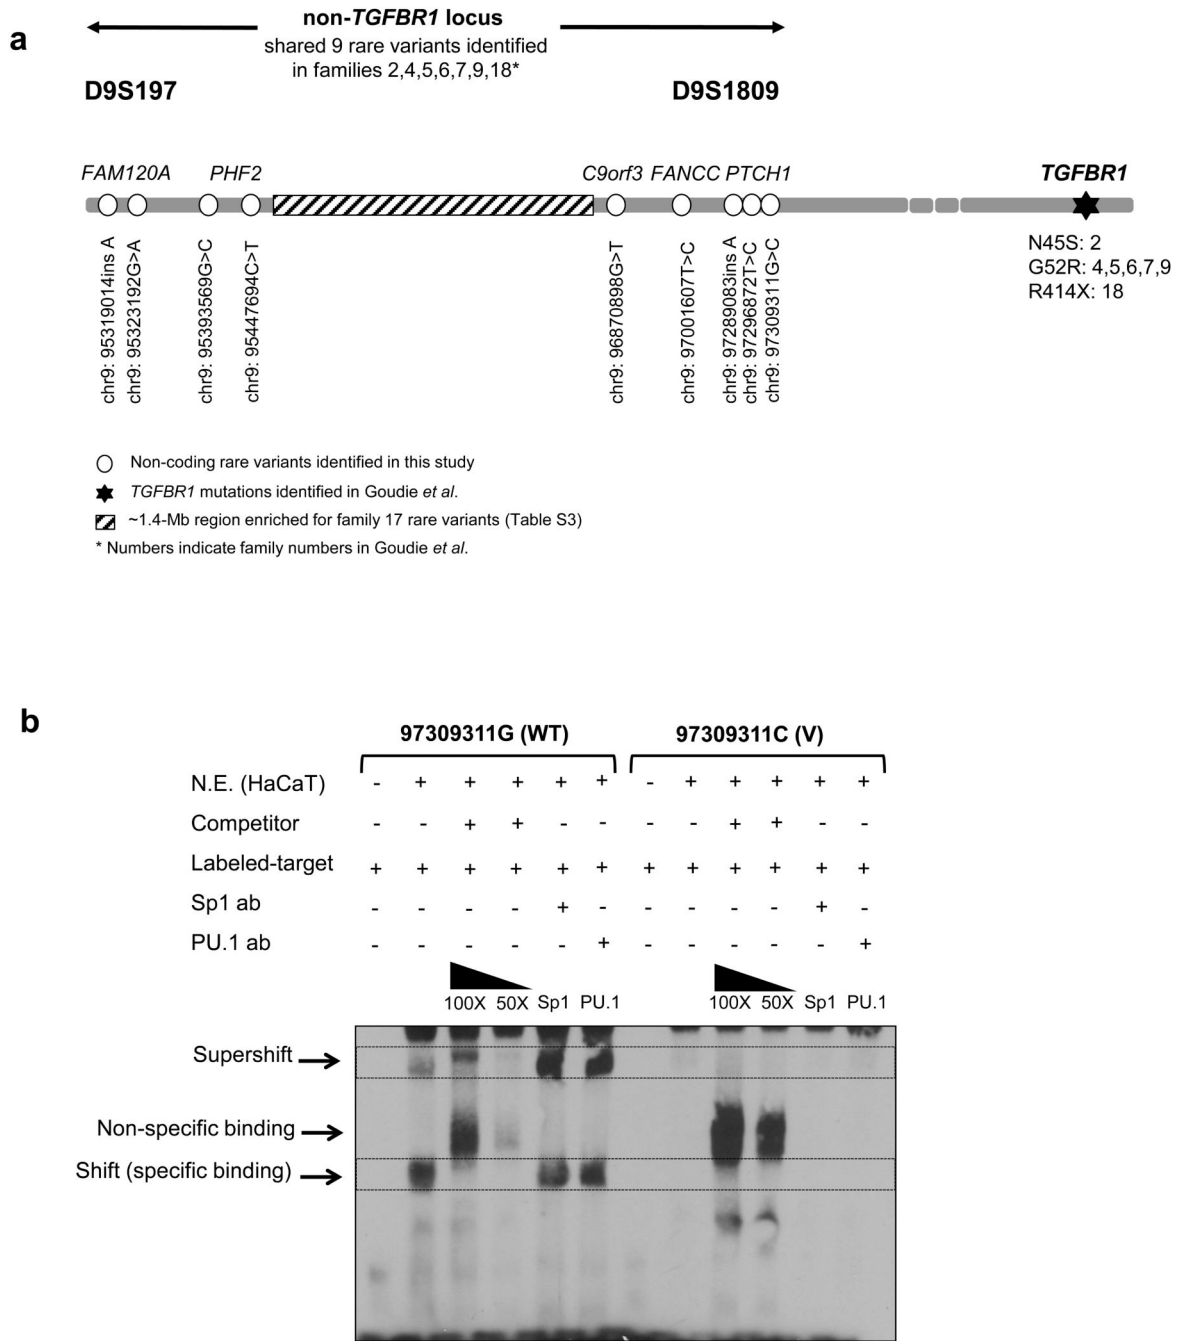 a
non-TGFBR1 locus
shared 9 rare variants identified
in families 2,4,5,6,7,9,18*
D9S197 D9S1809
FAM120A PHF2 C9orf3 FANCC PTCH1 TGFBR1
chr9: 95319014ins A
chr9: 95323192G>A
chr9: 95393569G>C
chr9: 95447694C>T
chr9: 96870898G>T
chr9: 97001607T>C
chr9: 97289083ins A
chr9: 97296872T>C
chr9: 97309311G>C
N45S: 2
G52R: 4,5,6,7,9
R414X: 18
Non-coding rare variants identified in this study
TGFBR1 mutations identified in Goudie et al.
~1.4-Mb region enriched for family 17 rare variants (Table S3)
* Numbers indicate family numbers in Goudie et al.
b
97309311G (WT) 97309311C (V)
N.E. (HaCaT) - + + + + + - + + + + +
Competitor - - + + - - - - + + - -
Labeled-target + + + + + + + + + + + +
Sp1 ab - - - - + - - - - - + -
PU.1 ab - - - - - + - - - - - +
100X 50X Sp1 PU.1 100X 50X Sp1 PU.1
Supershift
Non-specific binding
Shift (specific binding)